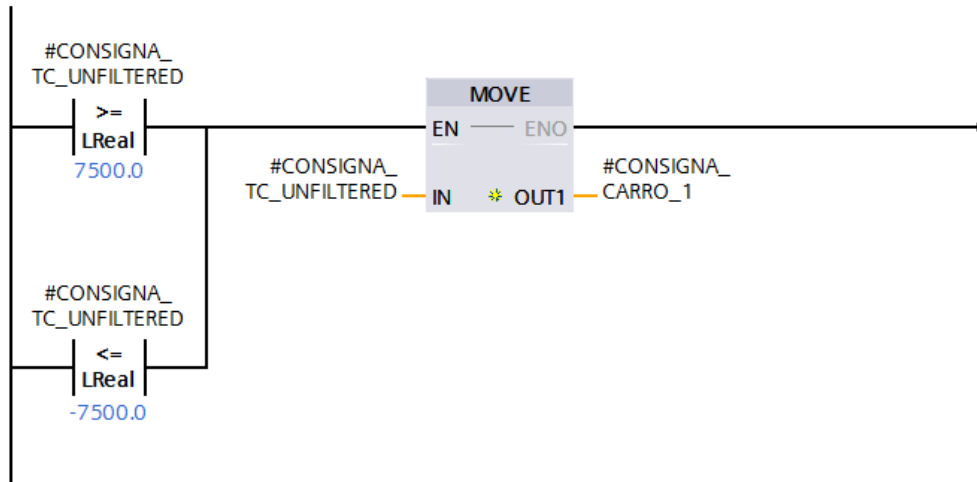 #CONSIGNA_
TC_UNFILTERED
>=
LReal
7500.0
MOVE
EN
ENO
#CONSIGNA_
TC_UNFILTERED
IN
OUT1
#CONSIGNA_
CARRO_1
#CONSIGNA_
TC_UNFILTERED
<=
LReal
-7500.0